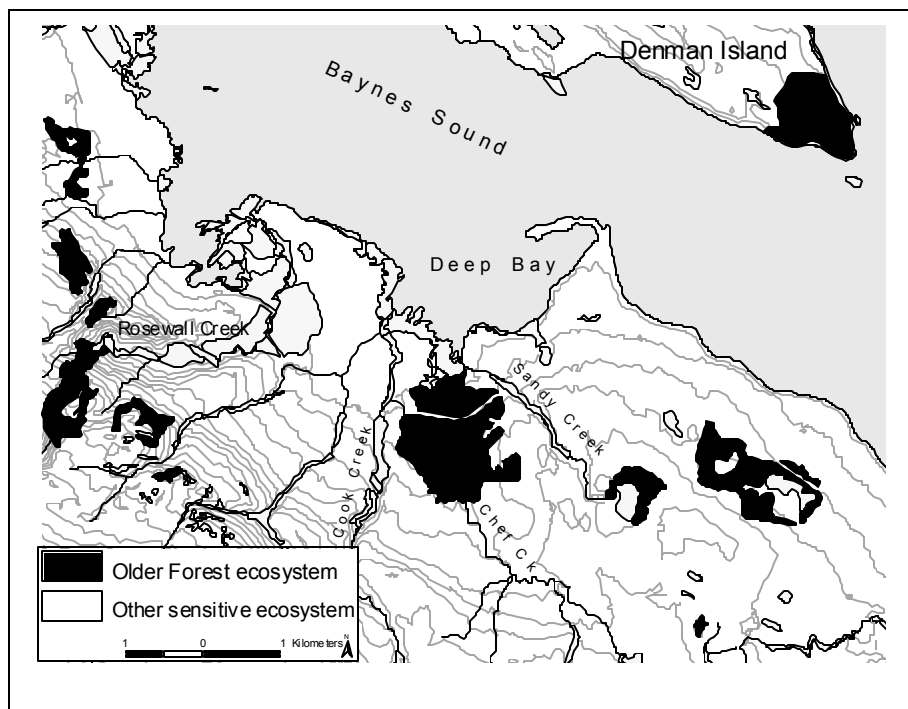 Denman Island
Baynes Sound
Deep Bay
Rosewall Creek
Sandy Creek
Cook Creek
Chef Ck
Older Forest ecosystem
Other sensitive ecosystem
1 0 1 Kilometers
N